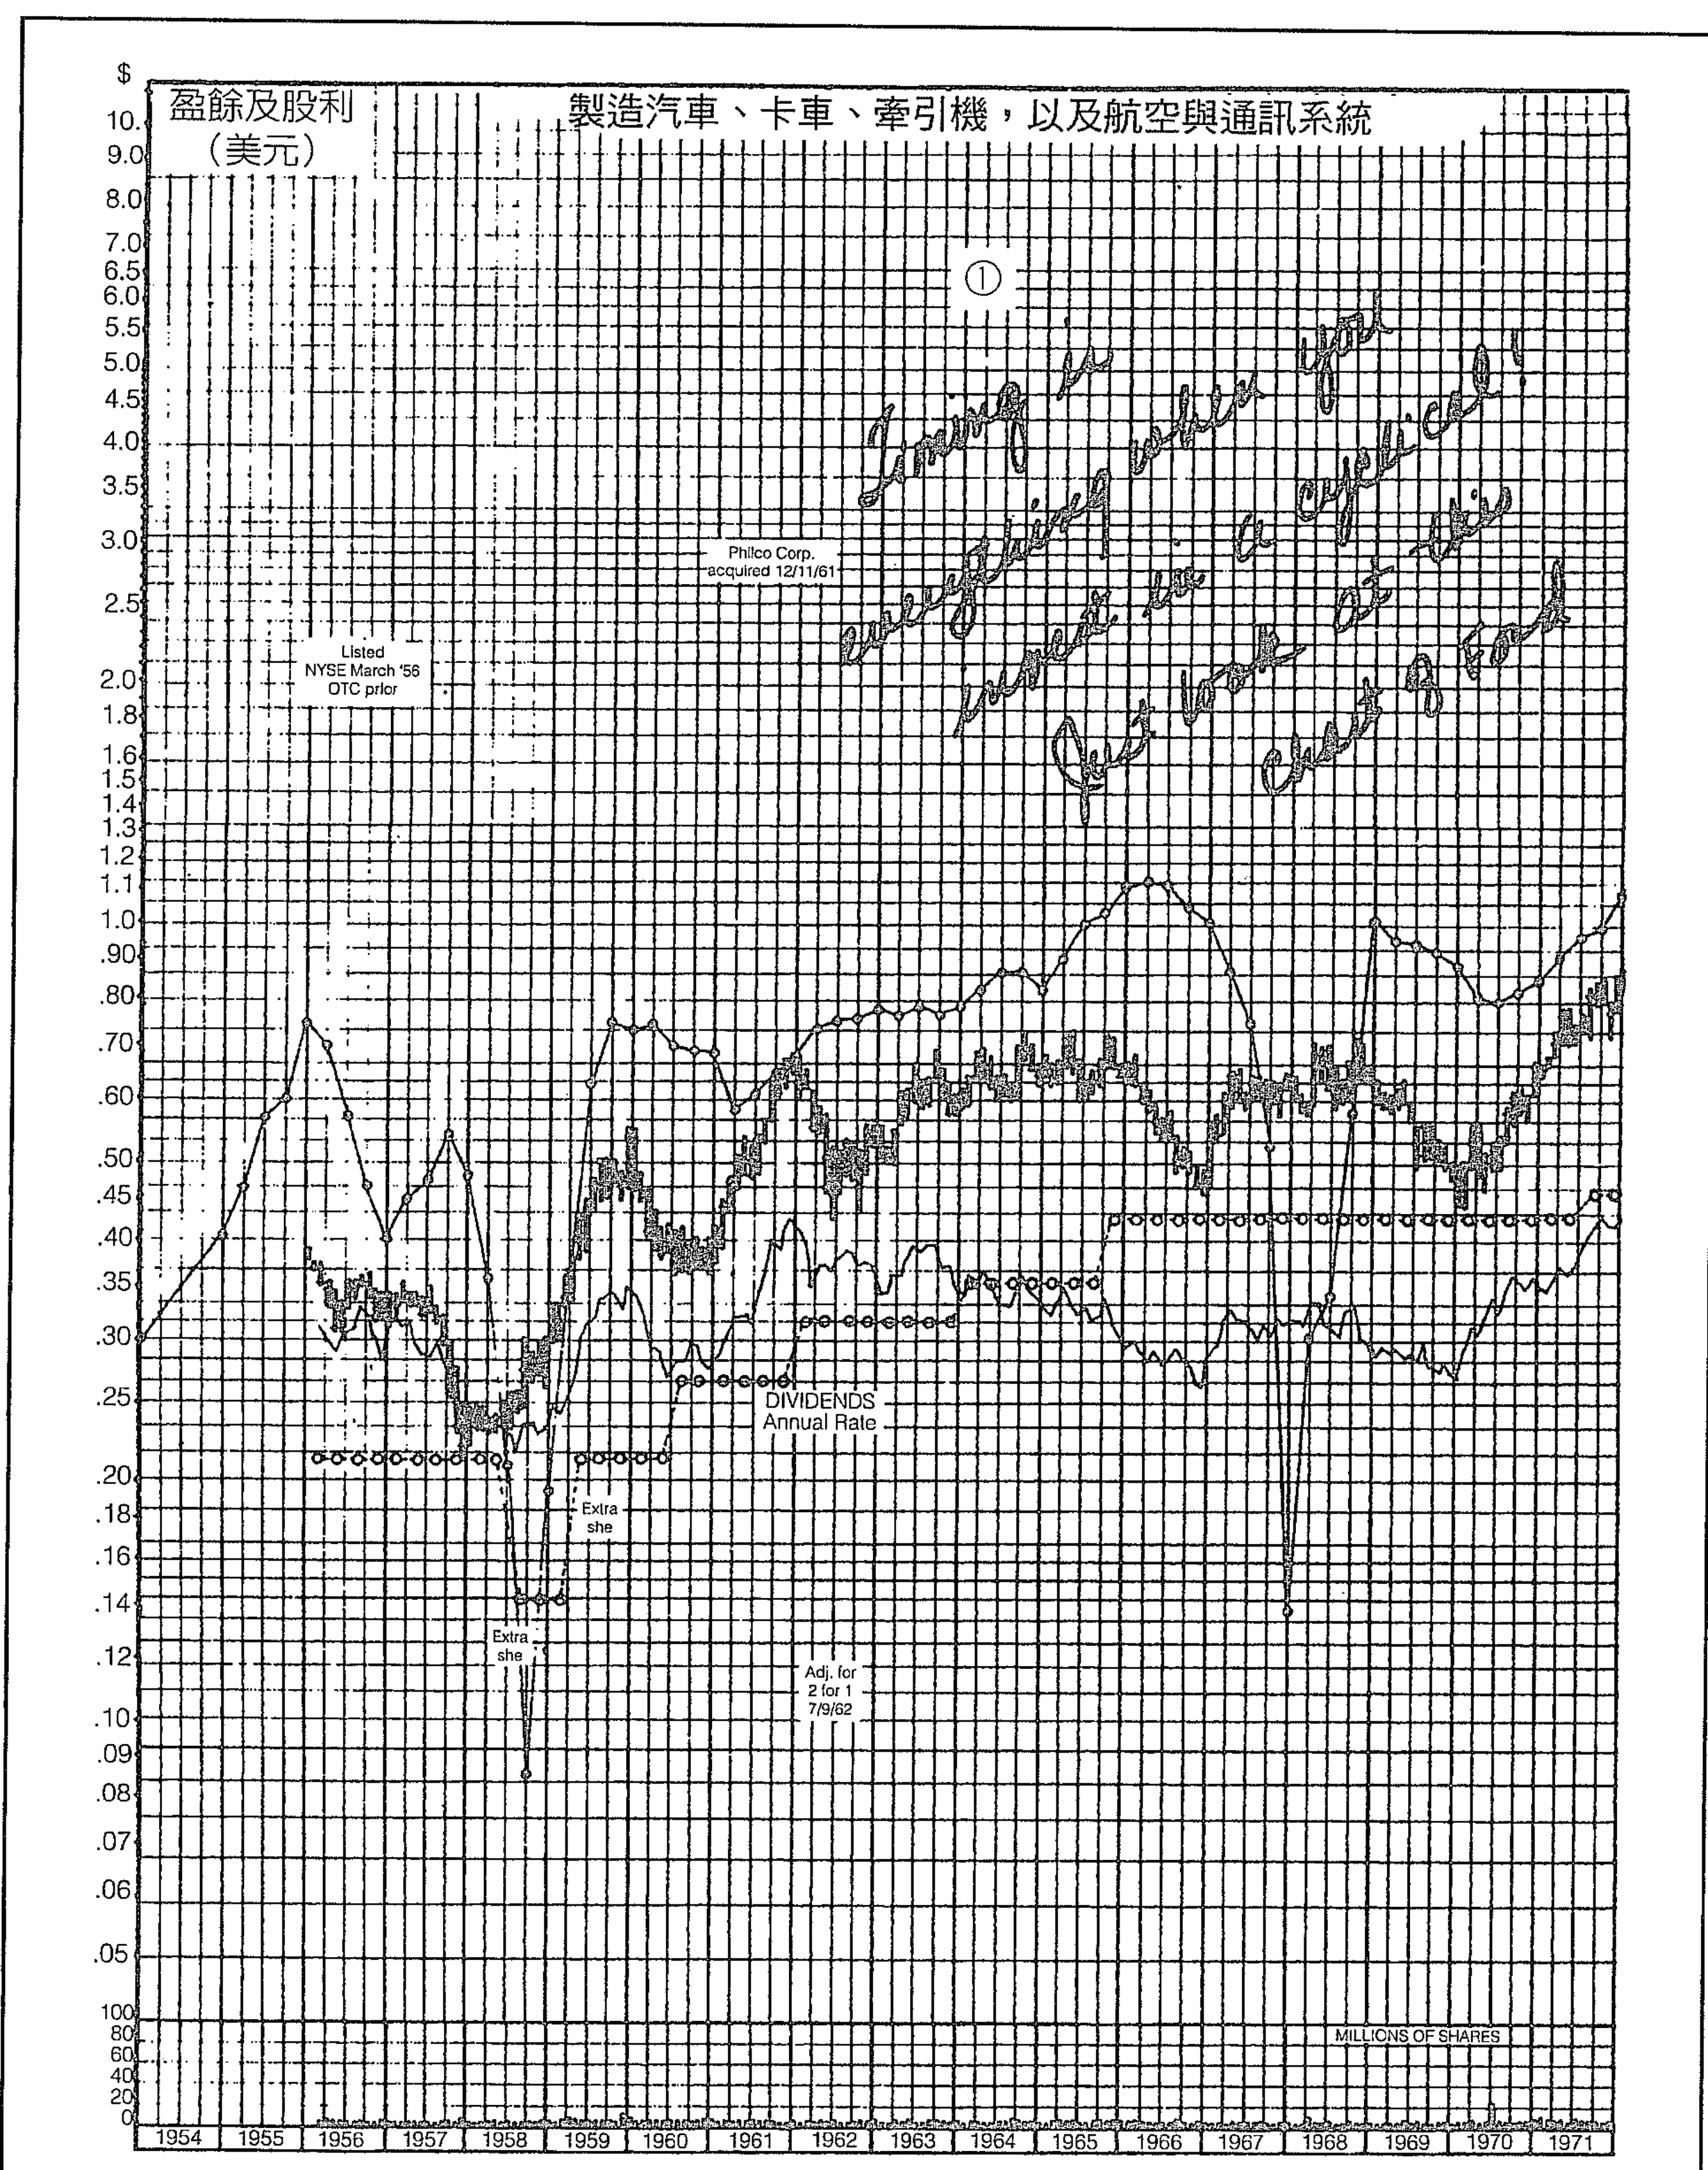 $
盈餘及股利
（美元）
製造汽車、卡車、牽引機，以及航空與通訊系統
10.
9.0
8.0
7.0
6.5
6.0
5.5
5.0
4.5
4.0
3.5
3.0
2.5
2.0
1.8
1.6
1.5
1.4
1.3
1.2
1.1
1.0
.90
.80
.70
.60
.50
.45
.40
.35
.30
.25
.20
.18
.16
.14
.12
.10
.09
.08
.07
.06
.05
100
80
60
40
20
0
①
Timing is
everything when you
invest in a cyclical!
Just look at this
chart of Ford
Philco Corp.
acquired 12/11/61
Listed
NYSE March '56
OTC prior
DIVIDENDS
Annual Rate
Extra
she
Extra
she
Adj. for
2 for 1
7/9/62
MILLIONS OF SHARES
1954 1955 1956 1957 1958 1959 1960 1961 1962 1963 1964 1965 1966 1967 1968 1969 1970 1971